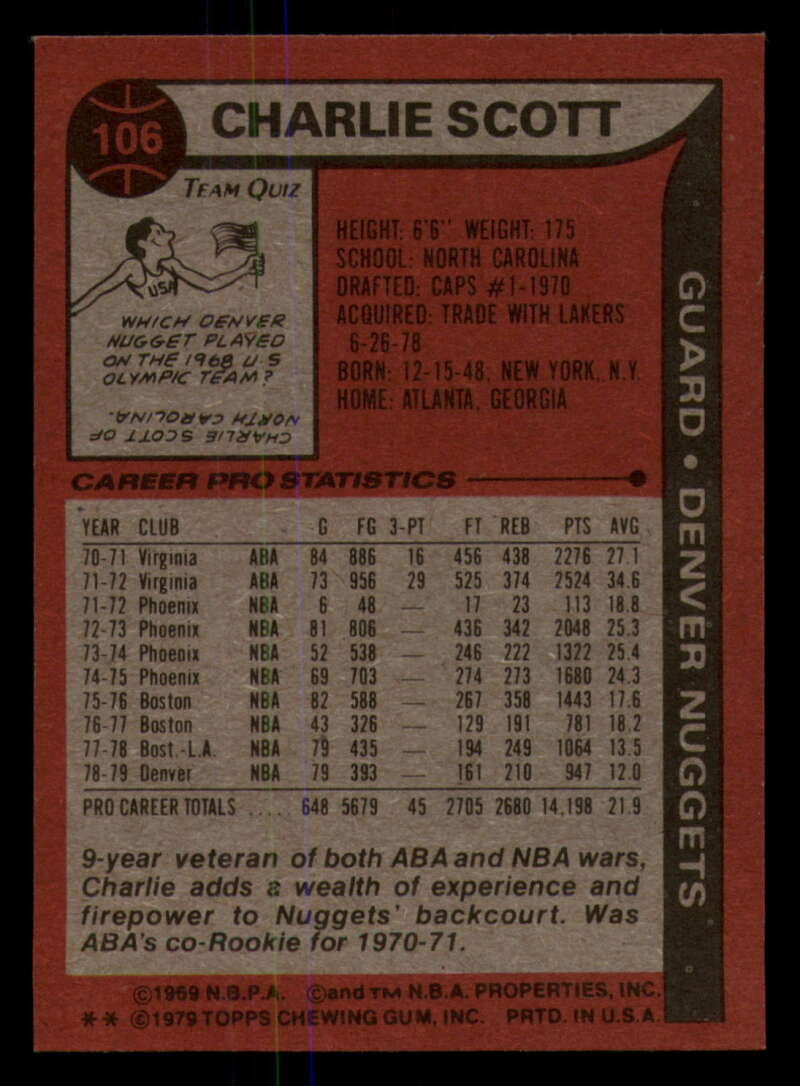 106
CHARLIE SCOTT
TEAM QUIZ
USA
WHICH DENVER
NUGGET PLAYED
ON THE 1968 U S
OLYMPIC TEAM?
CHARLIE SCOTT OF
NORTH CAROLINA.
HEIGHT: 6'6" WEIGHT: 175
SCHOOL: NORTH CAROLINA
DRAFTED: CAPS #1-1970
ACQUIRED: TRADE WITH LAKERS
6-26-78
BORN: 12-15-48, NEW YORK, N.Y.
HOME: ATLANTA, GEORGIA
GUARD • DENVER NUGGETS
CAREER PRO STATISTICS
YEAR CLUB G FG 3-PT FT REB PTS AVG
70-71 Virginia ABA 84 886 16 456 438 2276 27.1
71-72 Virginia ABA 73 956 29 525 374 2524 34.6
71-72 Phoenix NBA 6 48 — 17 23 113 18.8
72-73 Phoenix NBA 81 806 — 436 342 2048 25.3
73-74 Phoenix NBA 52 538 — 246 222 1322 25.4
74-75 Phoenix NBA 69 703 — 274 273 1680 24.3
75-76 Boston NBA 82 588 — 267 358 1443 17.6
76-77 Boston NBA 43 326 — 129 191 781 18.2
77-78 Bost.-L.A. NBA 79 435 — 194 249 1064 13.5
78-79 Denver NBA 79 393 — 161 210 947 12.0
PRO CAREER TOTALS .... 648 5679 45 2705 2680 14,198 21.9
9-year veteran of both ABA and NBA wars,
Charlie adds a wealth of experience and
firepower to Nuggets' backcourt. Was
ABA's co-Rookie for 1970-71.
©1969 N.B.P.A. ©and TM N.B.A. PROPERTIES, INC.
** ©1979 TOPPS CHEWING GUM, INC. PRTD. IN U.S.A.